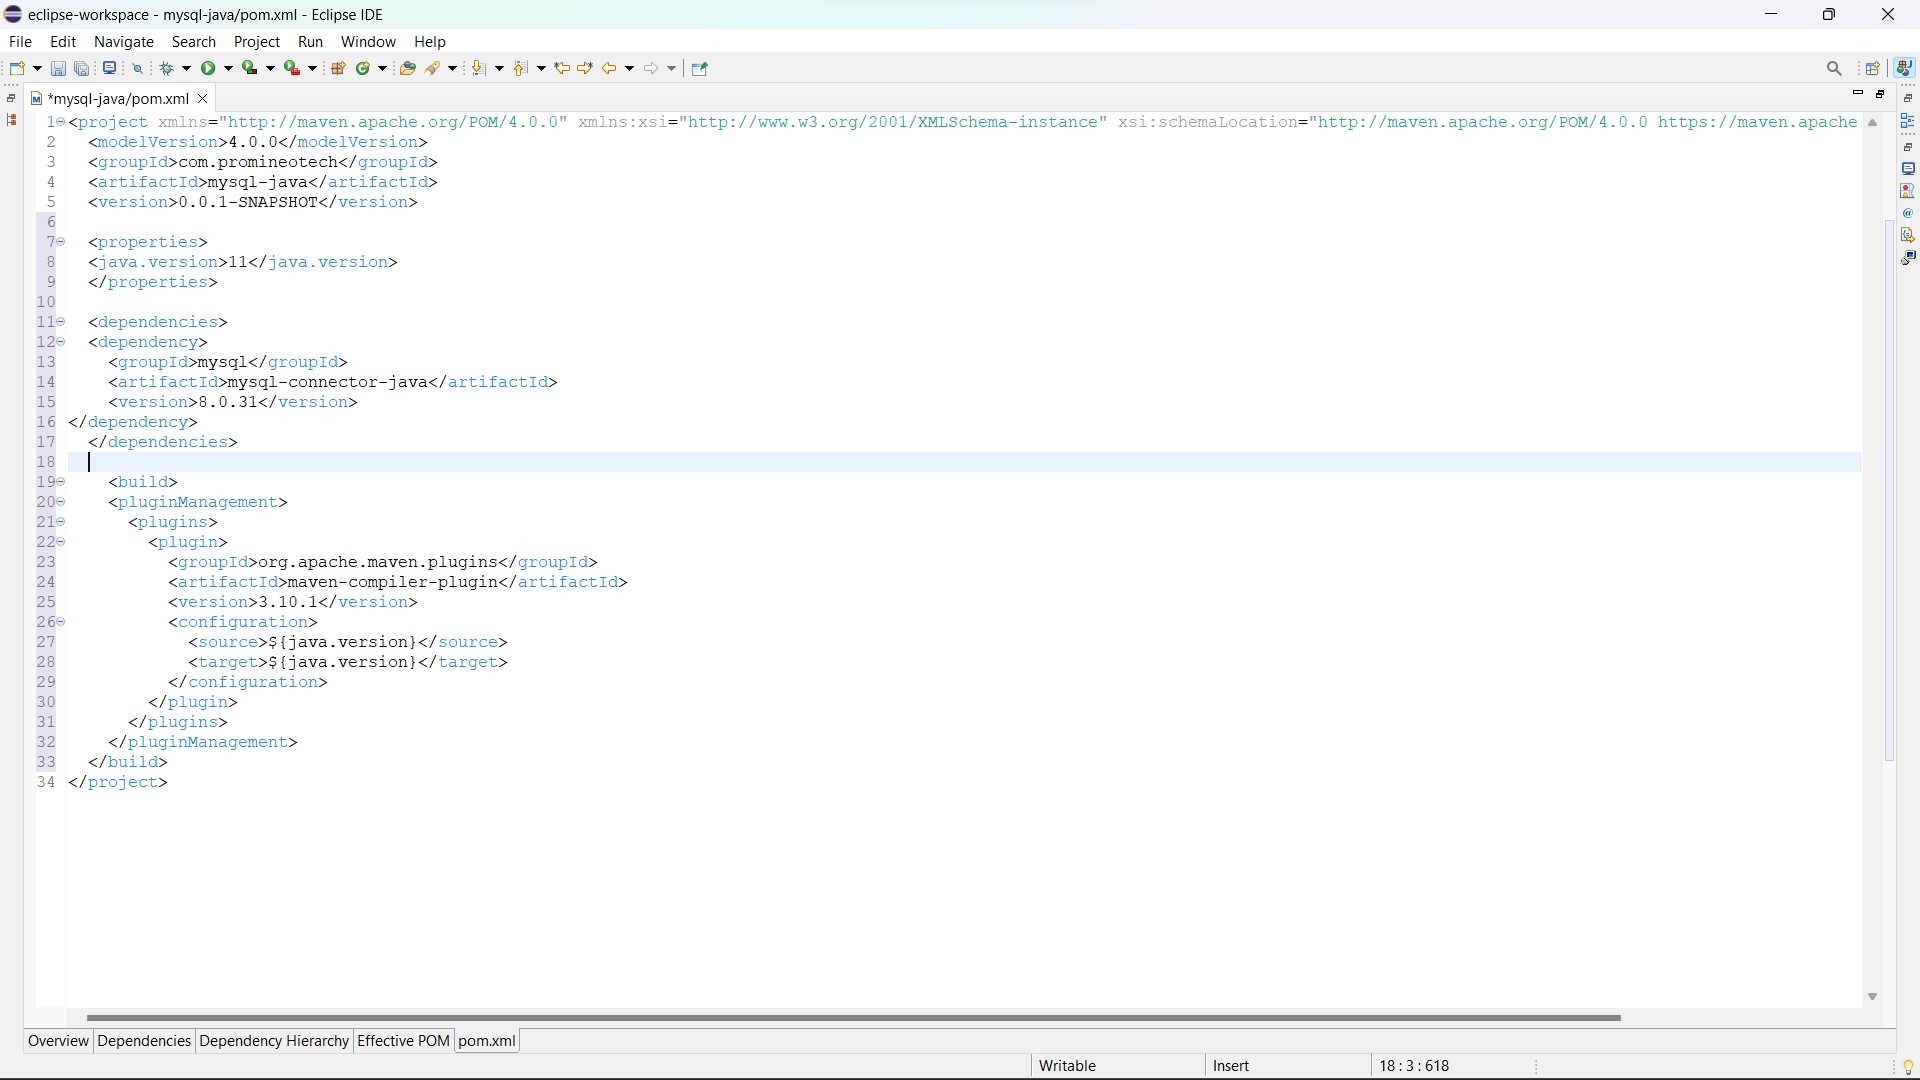 eclipse-workspace - mysql-java/pom.xml - Eclipse IDE
File Edit Navigate Search Project Run Window Help
*mysql-java/pom.xml
1 <project xmlns="http://maven.apache.org/POM/4.0.0" xmlns:xsi="http://www.w3.org/2001/XMLSchema-instance" xsi:schemaLocation="http://maven.apache.org/POM/4.0.0 https://maven.apache
2 <modelVersion>4.0.0</modelVersion>
3 <groupId>com.promineotech</groupId>
4 <artifactId>mysql-java</artifactId>
5 <version>0.0.1-SNAPSHOT</version>
6
7 <properties>
8 <java.version>11</java.version>
9 </properties>
10
11 <dependencies>
12 <dependency>
13 <groupId>mysql</groupId>
14 <artifactId>mysql-connector-java</artifactId>
15 <version>8.0.31</version>
16 </dependency>
17 </dependencies>
18
19 <build>
20 <pluginManagement>
21 <plugins>
22 <plugin>
23 <groupId>org.apache.maven.plugins</groupId>
24 <artifactId>maven-compiler-plugin</artifactId>
25 <version>3.10.1</version>
26 <configuration>
27 <source>${java.version}</source>
28 <target>${java.version}</target>
29 </configuration>
30 </plugin>
31 </plugins>
32 </pluginManagement>
33 </build>
34 </project>
Overview Dependencies Dependency Hierarchy Effective POM pom.xml
Writable Insert 18 : 3 : 618